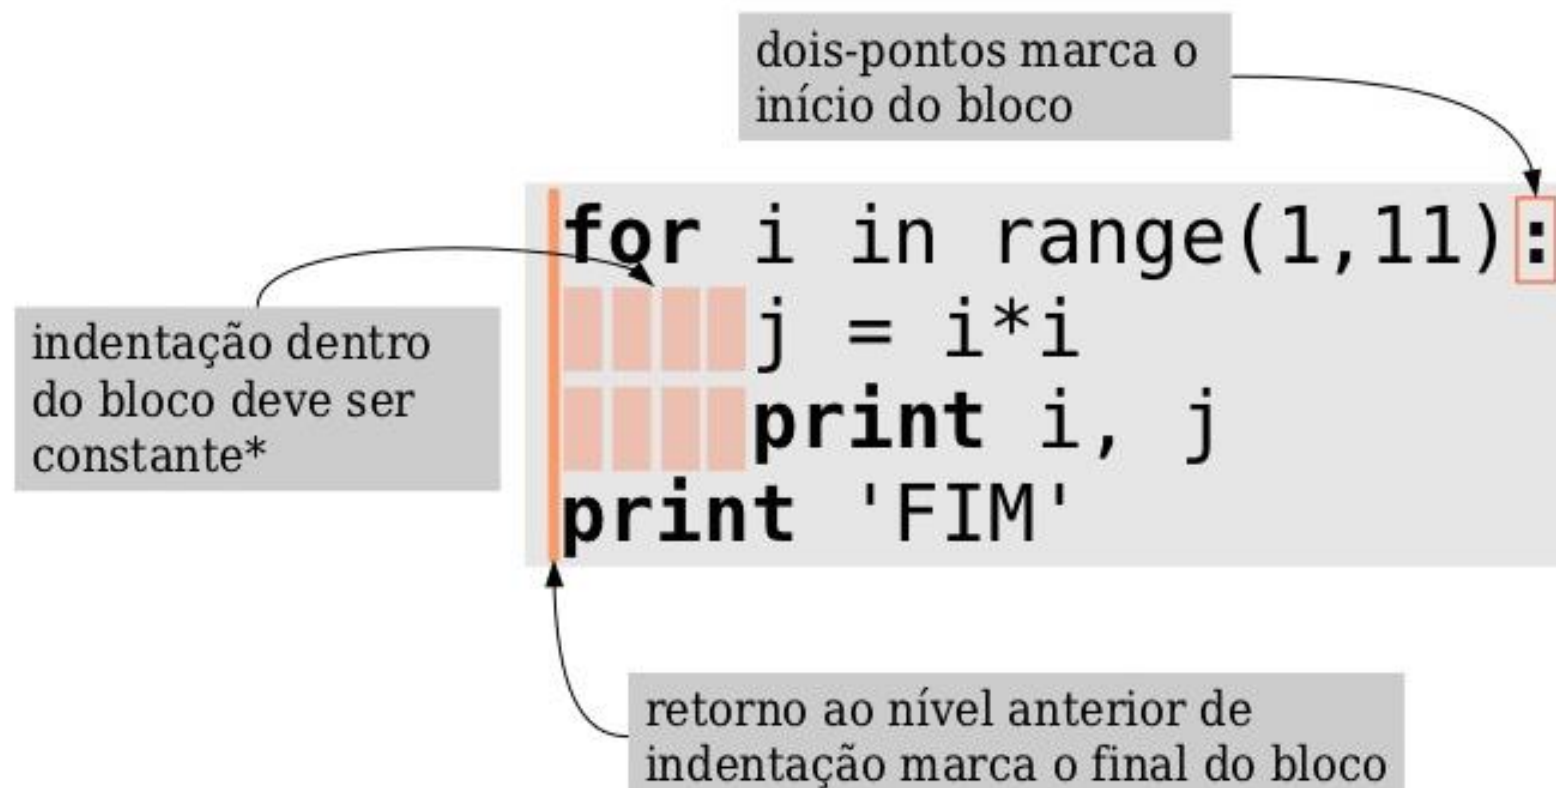 dois-pontos marca o
início do bloco
for i in range(1,11):
j = i*i
print i, j
print 'FIM'
indentação dentro
do bloco deve ser
constante*
retorno ao nível anterior de
indentação marca o final do bloco